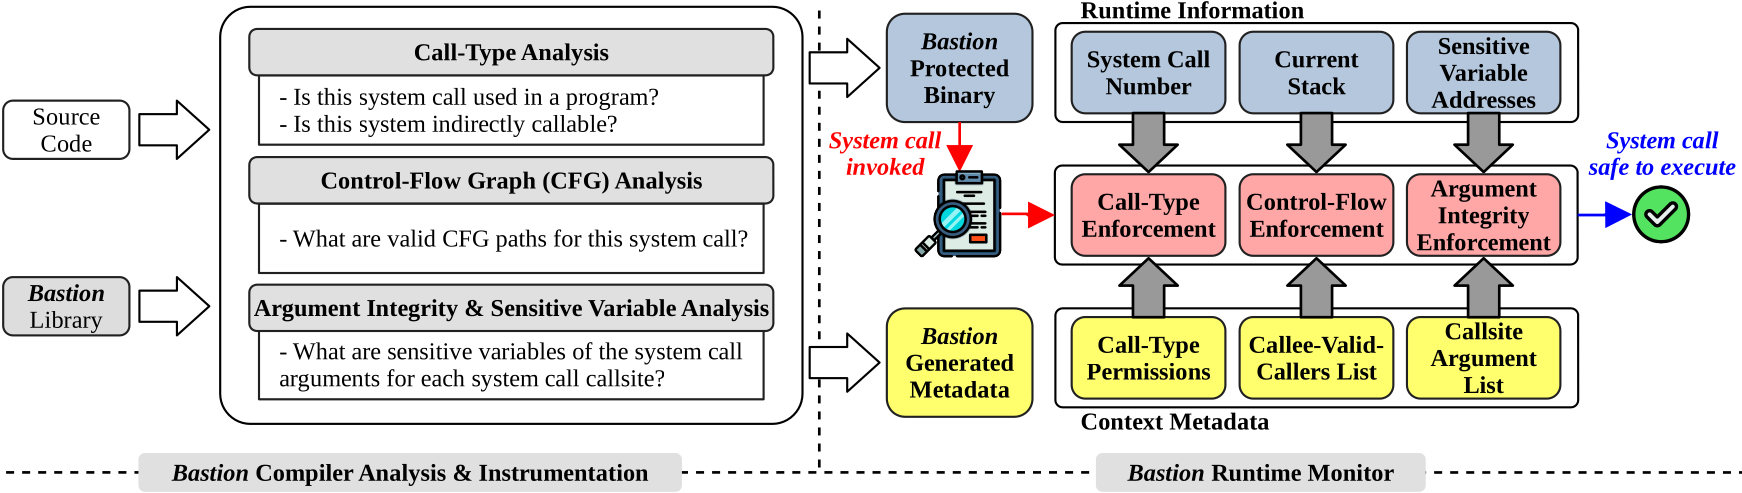 Source
Code
Bastion
Library
Call-Type Analysis
- Is this system call used in a program?
- Is this system indirectly callable?
Control-Flow Graph (CFG) Analysis
- What are valid CFG paths for this system call?
Argument Integrity & Sensitive Variable Analysis
- What are sensitive variables of the system call
arguments for each system call callsite?
Bastion Compiler Analysis & Instrumentation
Bastion
Protected
Binary
System call
invoked
Bastion
Generated
Metadata
Runtime Information
System Call
Number
Current
Stack
Sensitive
Variable
Addresses
Call-Type
Enforcement
Control-Flow
Enforcement
Argument
Integrity
Enforcement
Call-Type
Permissions
Callee-Valid-
Callers List
Callsite
Argument
List
Context Metadata
System call
safe to execute
Bastion Runtime Monitor